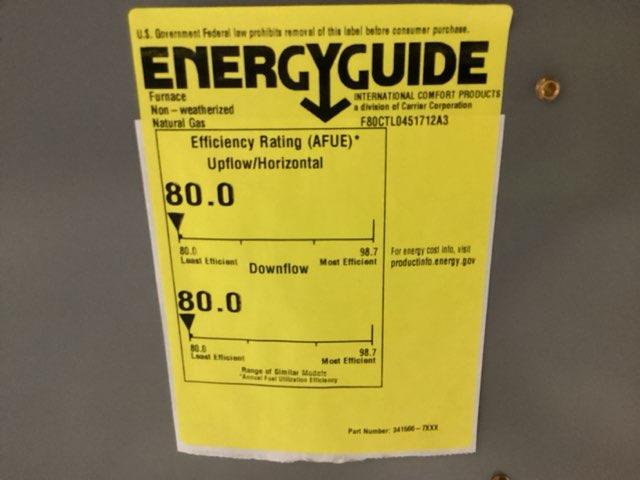 U.S. Government Federal law prohibits removal of this label before consumer purchase.
ENERGYGUIDE
Furnace
Non-weatherized
Natural Gas
INTERNATIONAL COMFORT PRODUCTS
a division of Carrier Corporation
F80CTL0451712A3
Efficiency Rating (AFUE)*
Upflow/Horizontal
80.0
80.0 98.7
Least Efficient Most Efficient
For energy cost info, visit
productinfo.energy.gov
Downflow
80.0
80.0 98.7
Least Efficient Most Efficient
Range of Similar Models
*Annual Fuel Utilization Efficiency
Part Number: 341566-7XXX